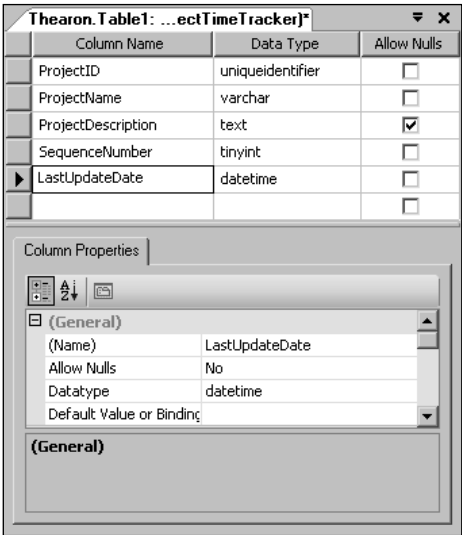 Thearon.Table1: ...ectTimeTracker)*
Column Name Data Type Allow Nulls
ProjectID uniqueidentifier
ProjectName varchar
ProjectDescription text
SequenceNumber tinyint
LastUpdateDate datetime
Column Properties
(General)
(Name) LastUpdateDate
Allow Nulls No
Datatype datetime
Default Value or Binding
(General)